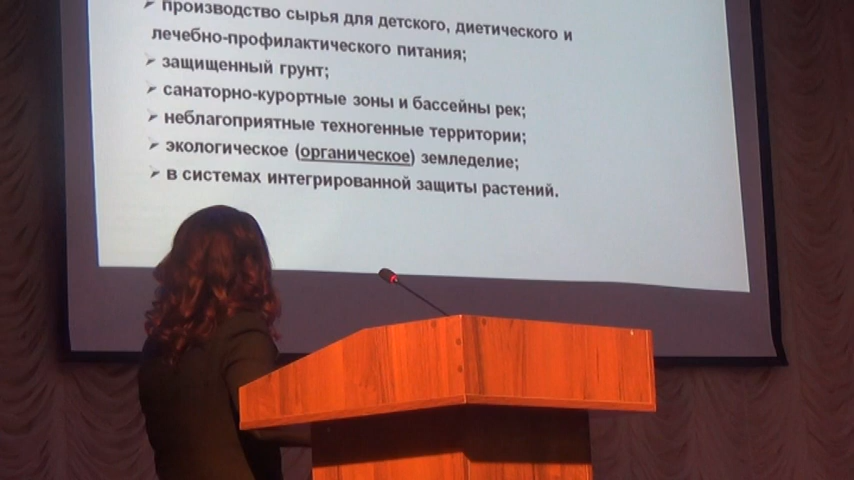 ➢ производство сырья для детского, диетического и
лечебно-профилактического питания;
➢ защищенный грунт;
➢ санаторно-курортные зоны и бассейны рек;
➢ неблагоприятные техногенные территории;
➢ экологическое (органическое) земледелие;
➢ в системах интегрированной защиты растений.